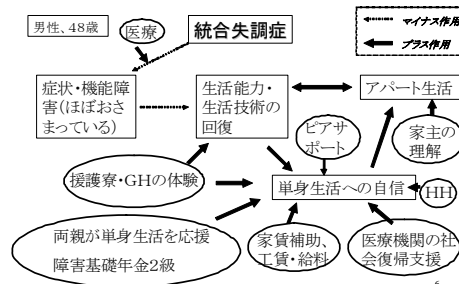 男性、48歳
医療
統合失調症
マイナス作用
プラス作用
症状・機能障
害(ほぼおさ
まっている)
生活能力・
生活技術の
回復
アパート生活
ピアサ
ポート
家主の
理解
援護寮・GHの体験
単身生活への自信
HH
両親が単身生活を応援
障害基礎年金2級
家賃補助、
工賃・給料
医療機関の社
会復帰支援
6